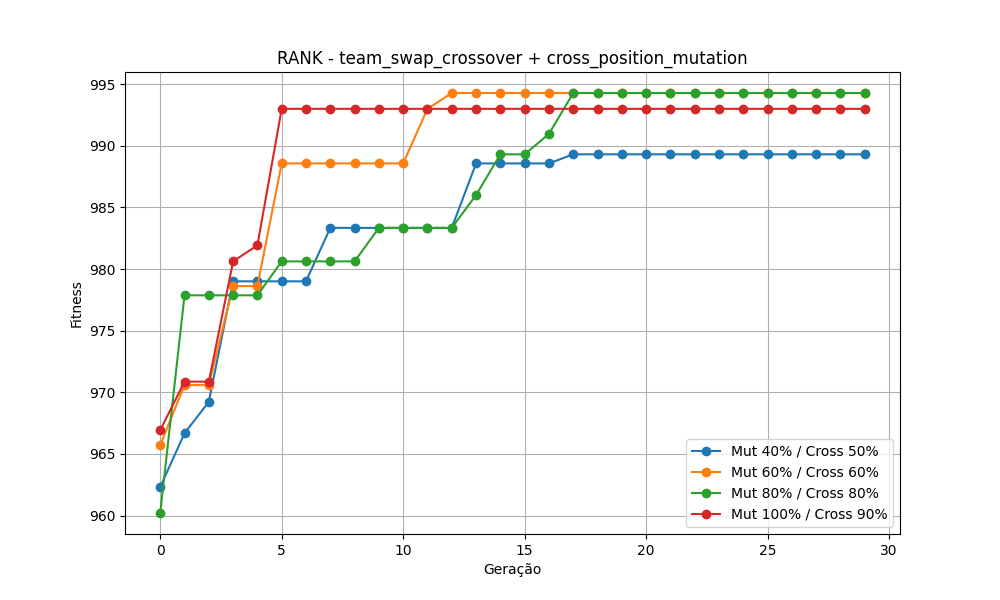 RANK - team_swap_crossover + cross_position_mutation
Fitness
995
990
985
980
975
970
965
960
0 5 10 15 20 25 30
Geração
Mut 40% / Cross 50%
Mut 60% / Cross 60%
Mut 80% / Cross 80%
Mut 100% / Cross 90%